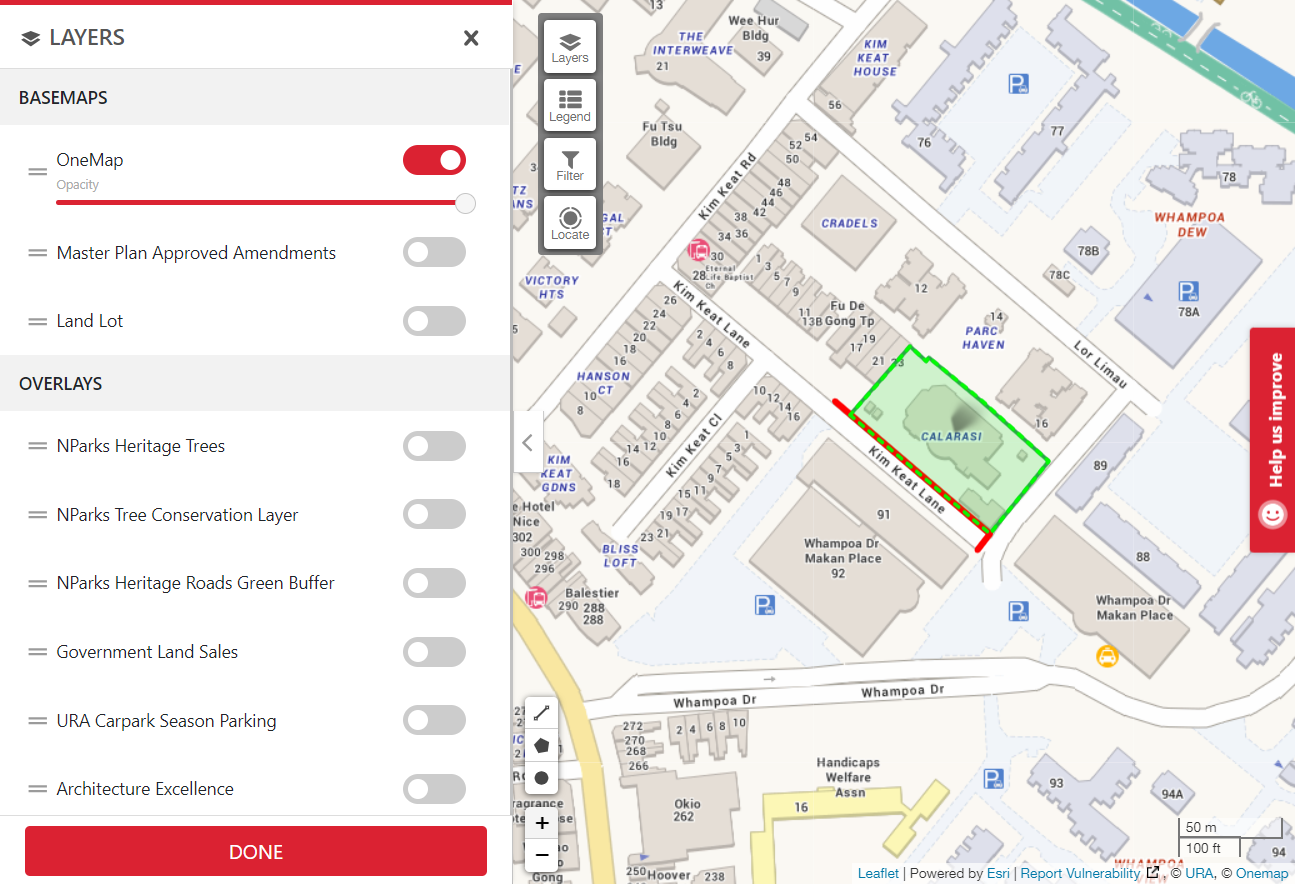 LAYERS
BASEMAPS
OneMap
Opacity
Master Plan Approved Amendments
Land Lot
OVERLAYS
NParks Heritage Trees
NParks Tree Conservation Layer
NParks Heritage Roads Green Buffer
Government Land Sales
URA Carpark Season Parking
Architecture Excellence
DONE
Layers
Legend
Filter
Locate
13
THE
INTERWEAVE
21
Wee Hur
Bldg
39
KIM
KEAT
HOUSE
56
76
77
78
WHAMPOA
DEW
78B
78C
78A
Fu Tsu
Bldg
Kim Keat Rd
52 54
50
48
46
44
42
38
34 36
30
28
Eternal
Life Baptist
Ch
CRADELS
VICTORY
HTS
1
3
5
7
9
11
13B
Fu De
Gong Tp
12
14
PARC
HAVEN
17
19
21
23
Lor Limau
16
Kim Keat Lane
26
24
22
20
18
16
HANSON
CT
10
8
2
4
6
8
2
4
6
8
10
12
14
16
18
10
12
14
16
Kim Keat Cl
1
3
5
7
9
11
15
17
19
21
23
KIM
KEAT
GDNS
CALARASI
Kim Keat Lane
91
89
88
Whampoa Dr
Makan Place
92
Whampoa Dr
Makan Place
e Hotel
Nice
302
300 298
296
BLISS
LOFT
Balestier
290 288
288
Whampoa Dr
Whampoa Dr
272
270
268
266
2 4 6 8 10
Handicaps
Welfare
Assn
16
Okio
262
93
94A
94
250 Hoover
238
Gong
WHAMPOA
VIEW
Help us improve
+
−
50 m
100 ft
Leaflet | Powered by Esri | Report Vulnerability , © URA, © Onemap